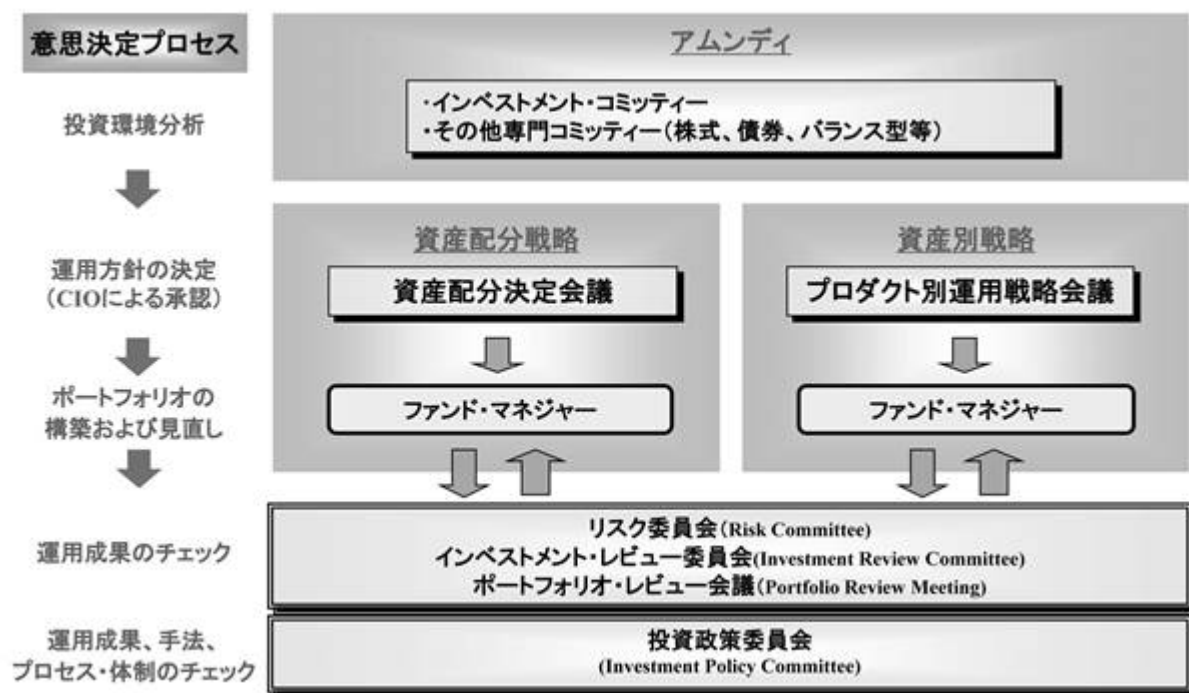 意思決定プロセス
アムンディ
・インベストメント・コミッティー
・その他専門コミッティー(株式、債券、バランス型等)
投資環境分析
資産配分戦略
資産別戦略
運用方針の決定
(CIOによる承認)
資産配分決定会議
プロダクト別運用戦略会議
ポートフォリオの
構築および見直し
ファンド・マネジャー
ファンド・マネジャー
運用成果のチェック
リスク委員会(Risk Committee)
インベストメント・レビュー委員会(Investment Review Committee)
ポートフォリオ・レビュー会議(Portfolio Review Meeting)
運用成果、手法、
プロセス・体制のチェック
投資政策委員会
(Investment Policy Committee)